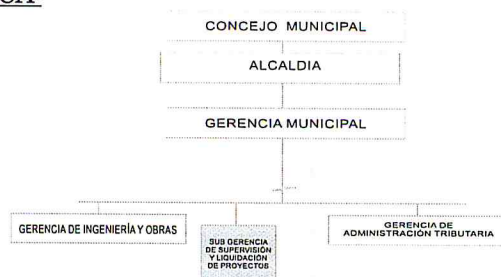 CONCEJO MUNICIPAL
ALCALDIA
GERENCIA MUNICIPAL
GERENCIA DE INGENIERÍA Y OBRAS
SUB GERENCIA
DE SUPERVISIÓN
Y LIQUIDACIÓN
DE PROYECTOS
GERENCIA DE
ADMINISTRACIÓN TRIBUTARIA